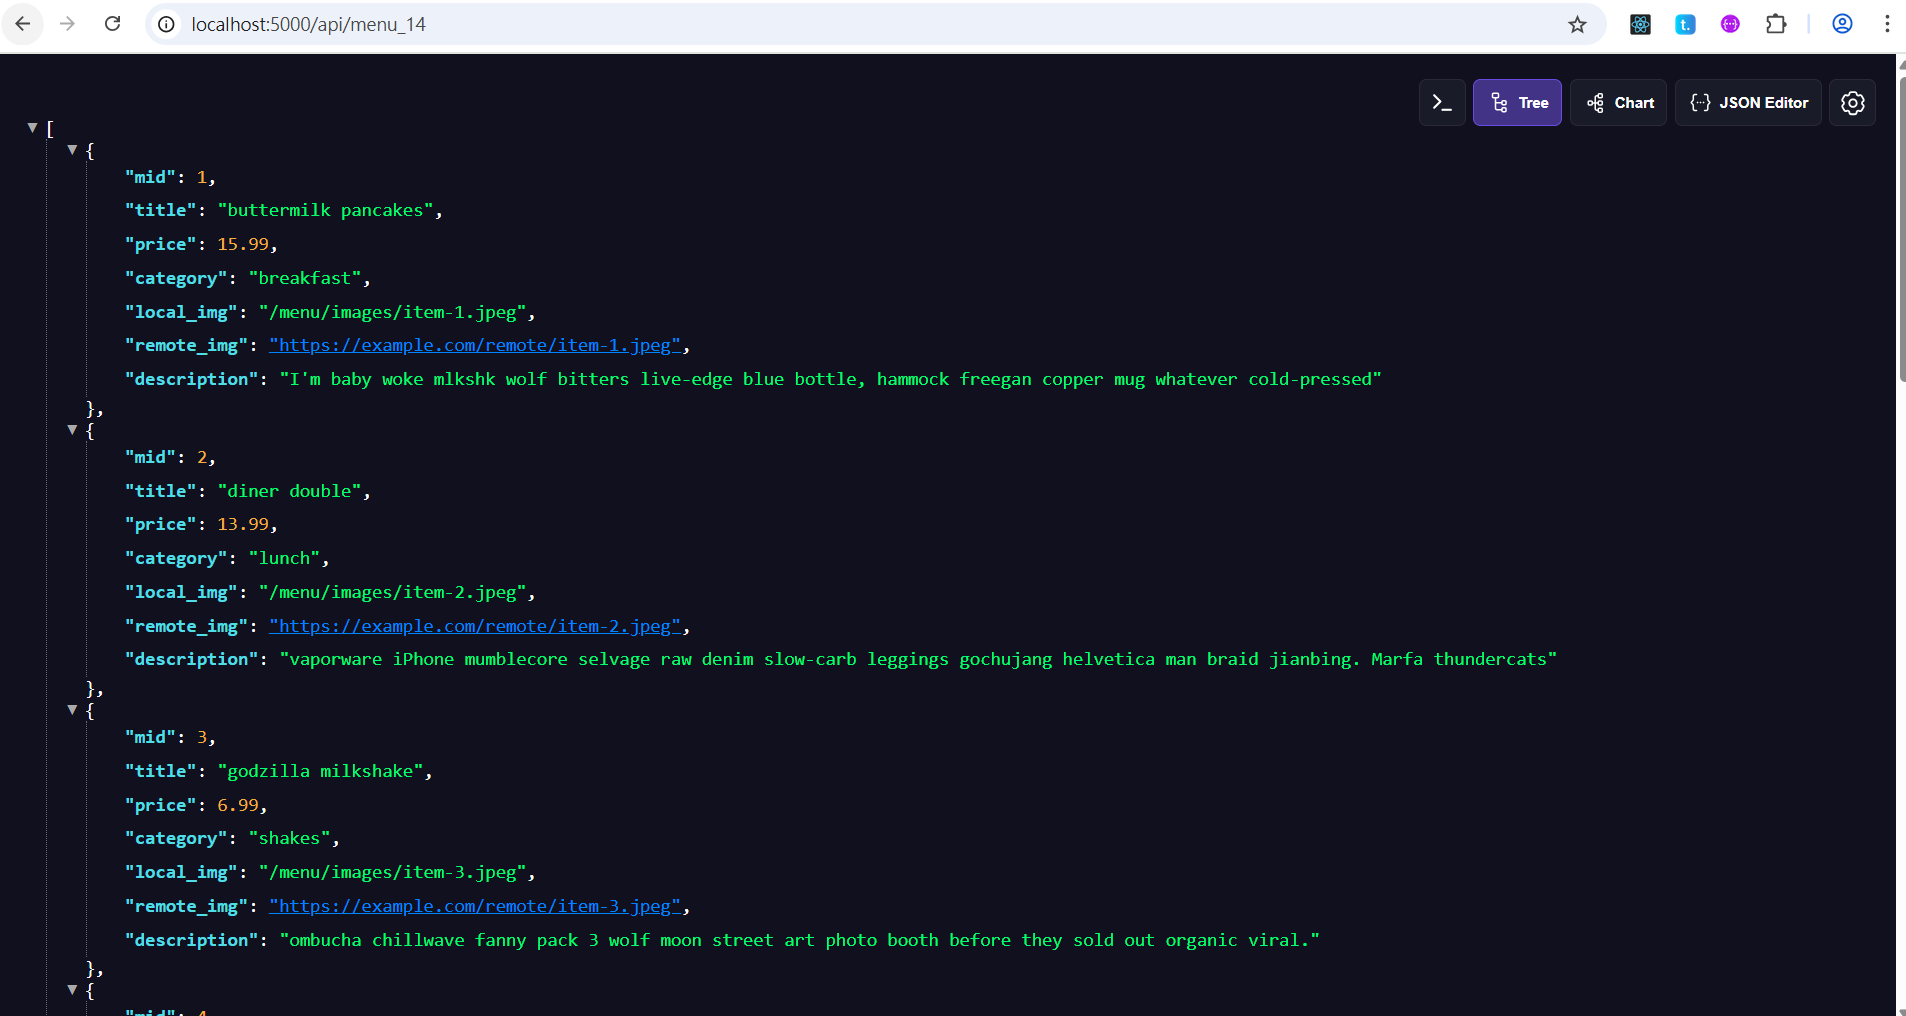 localhost:5000/api/menu_14
t.
Tree
Chart
JSON Editor
[
{
"mid": 1,
"title": "buttermilk pancakes",
"price": 15.99,
"category": "breakfast",
"local_img": "/menu/images/item-1.jpeg",
"remote_img": "https://example.com/remote/item-1.jpeg",
"description": "I'm baby woke mlkshk wolf bitters live-edge blue bottle, hammock freegan copper mug whatever cold-pressed"
},
{
"mid": 2,
"title": "diner double",
"price": 13.99,
"category": "lunch",
"local_img": "/menu/images/item-2.jpeg",
"remote_img": "https://example.com/remote/item-2.jpeg",
"description": "vaporware iPhone mumblecore selvage raw denim slow-carb leggings gochujang helvetica man braid jianbing. Marfa thundercats"
},
{
"mid": 3,
"title": "godzilla milkshake",
"price": 6.99,
"category": "shakes",
"local_img": "/menu/images/item-3.jpeg",
"remote_img": "https://example.com/remote/item-3.jpeg",
"description": "ombucha chillwave fanny pack 3 wolf moon street art photo booth before they sold out organic viral."
},
{
"mid": 4